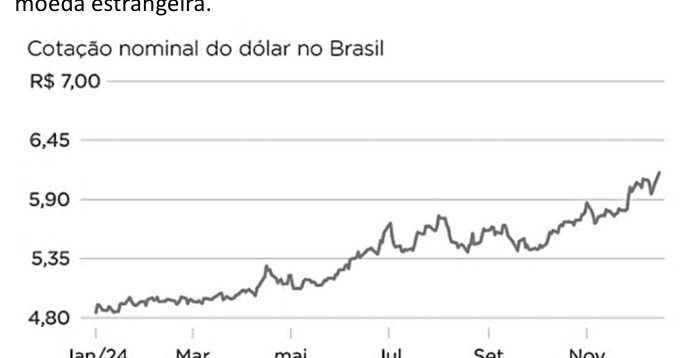 moeda estrangeira.
Cotação nominal do dólar no Brasil
R$ 7,00
6,45
5,90
5,35
4,80
Jan/24 Mar mai Jul Set Nov